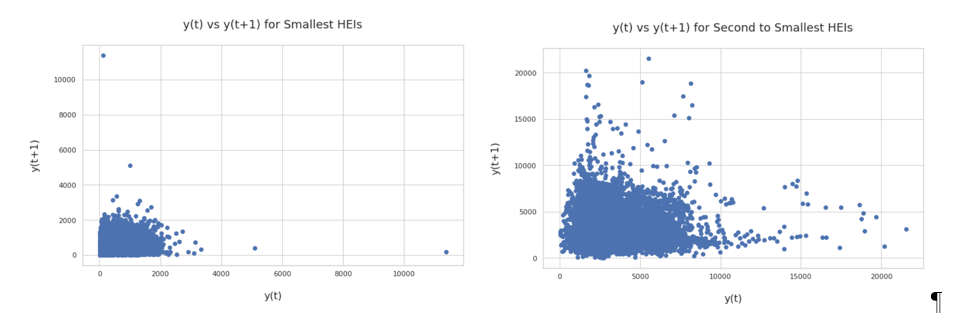 y(t) vs y(t+1) for Smallest HEIs
y(t+1)
10000
8000
6000
4000
2000
0
0 2000 4000 6000 8000 10000
y(t)
y(t) vs y(t+1) for Second to Smallest HEIs
y(t+1)
20000
15000
10000
5000
0
0 5000 10000 15000 20000
y(t)
¶